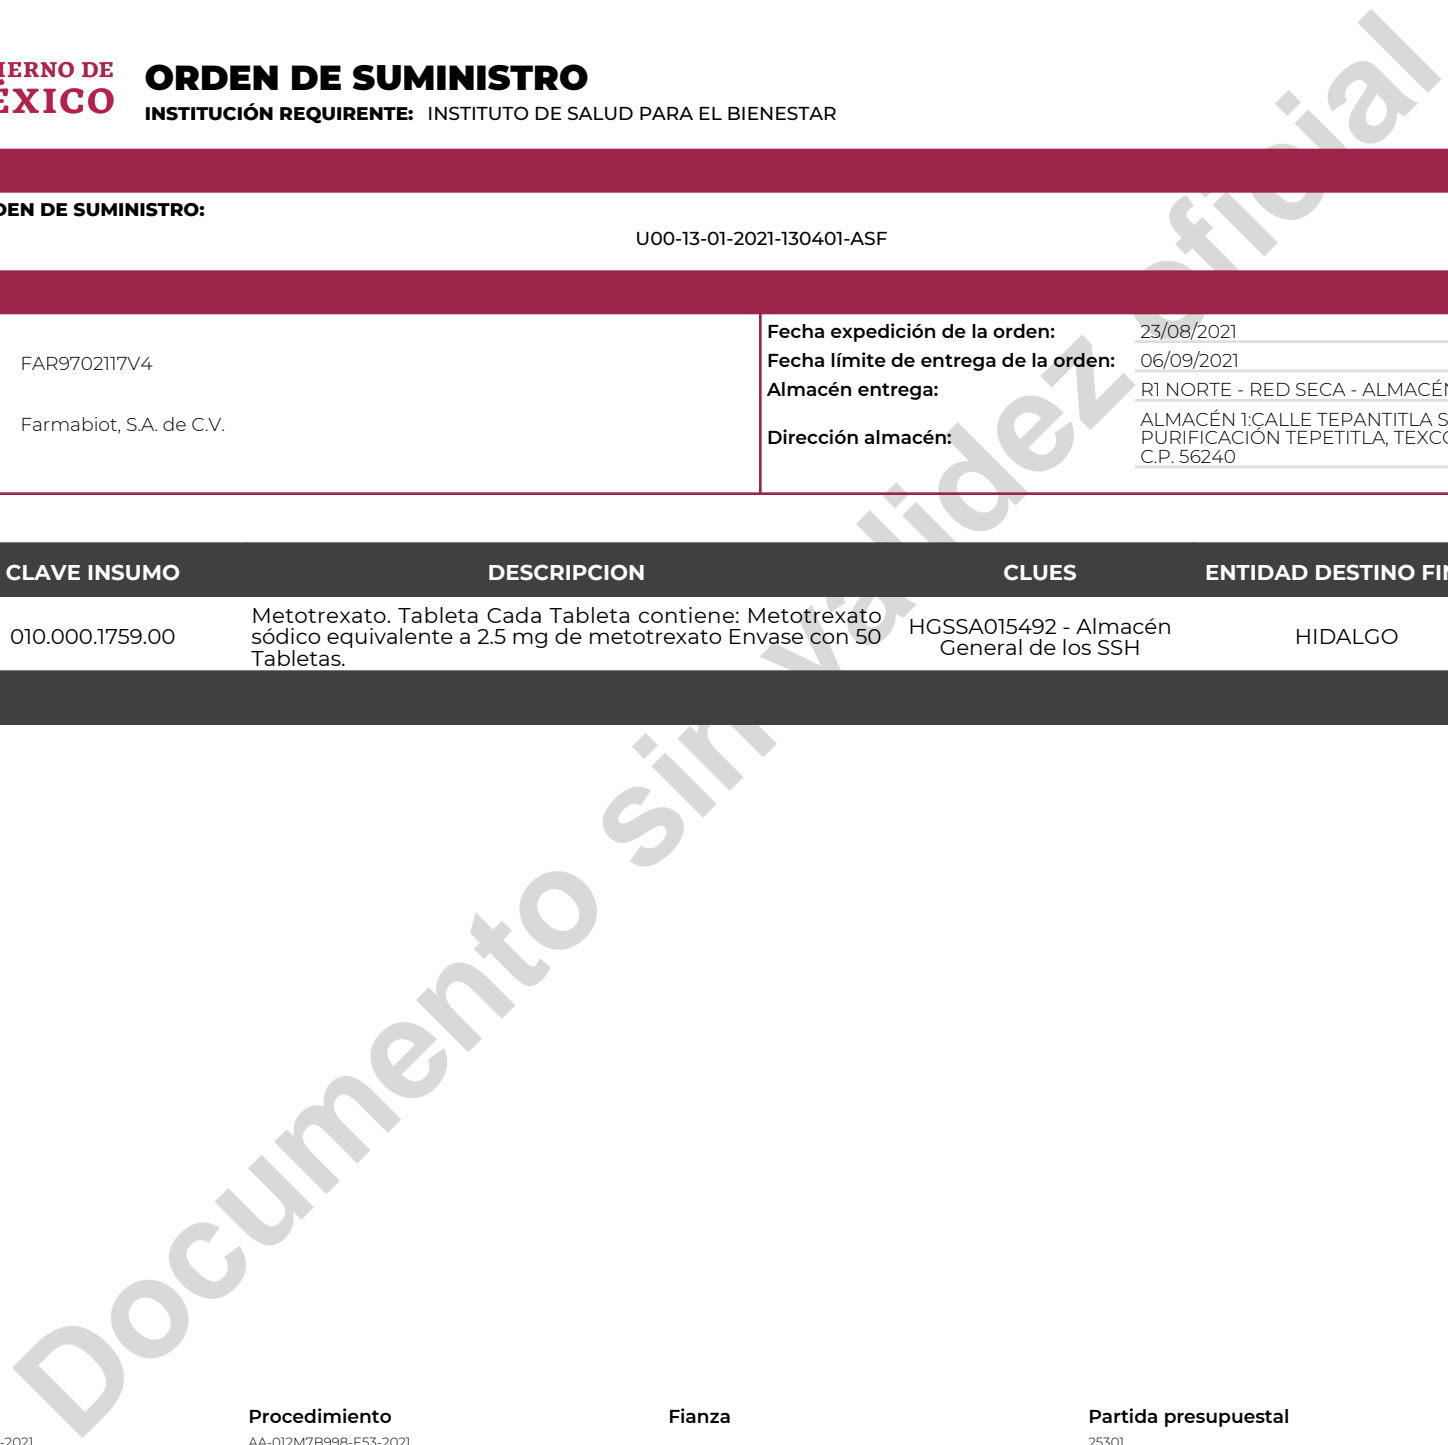 ORDEN DE SUMINISTRO
INSTITUCIÓN REQUIRENTE: INSTITUTO DE SALUD PARA EL BIENESTAR
IERNO DE
ÉXICO
DEN DE SUMINISTRO:
U00-13-01-2021-130401-ASF
FAR9702117V4
Farmabiot, S.A. de C.V.
Fecha expedición de la orden: 23/08/2021
Fecha límite de entrega de la orden: 06/09/2021
Almacén entrega: R1 NORTE - RED SECA - ALMACÉN
Dirección almacén:
ALMACÉN 1:CALLE TEPANTITLA S
PURIFICACIÓN TEPETITLA, TEXCO
C.P. 56240
CLAVE INSUMO DESCRIPCION CLUES ENTIDAD DESTINO FIN
010.000.1759.00
Metotrexato. Tableta Cada Tableta contiene: Metotrexato
sódico equivalente a 2.5 mg de metotrexato Envase con 50
Tabletas.
HGSSA015492 - Almacén
General de los SSH
HIDALGO
Documento sin validez oficial
Procedimiento Fianza Partida presupuestal
-2021 AA-012M7B998-E53-2021 25301